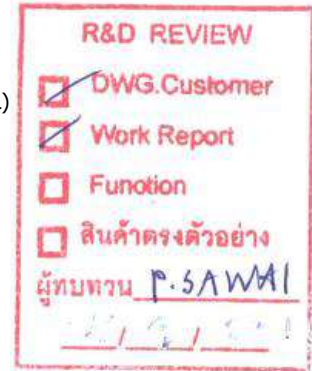 R&D REVIEW
DWG.Customer
Work Report
Function
สินค้าตรงตัวอย่าง
ผู้ทบทวน P.SAWAI